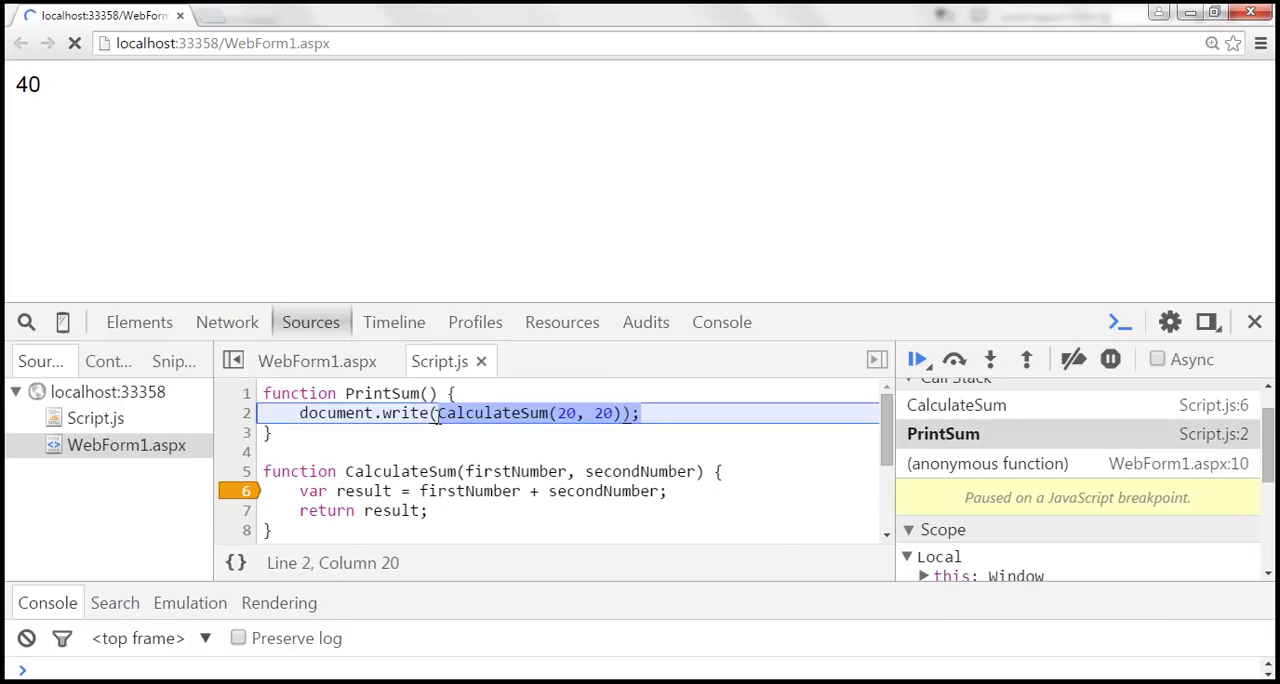 localhost:33358/WebForm
localhost:33358/WebForm1.aspx
40
Elements Network Sources Timeline Profiles Resources Audits Console
Sour... Cont... Snip... WebForm1.aspx Script.js Async
localhost:33358
Script.js
WebForm1.aspx
1 function PrintSum() {
2 document.write(CalculateSum(20, 20));
3 }
4
5 function CalculateSum(firstNumber, secondNumber) {
6 var result = firstNumber + secondNumber;
7 return result;
8 }
Line 2, Column 20
Call Stack
CalculateSum Script.js:6
PrintSum Script.js:2
(anonymous function) WebForm1.aspx:10
Paused on a JavaScript breakpoint.
Scope
Local
this: Window
Console Search Emulation Rendering
<top frame> Preserve log